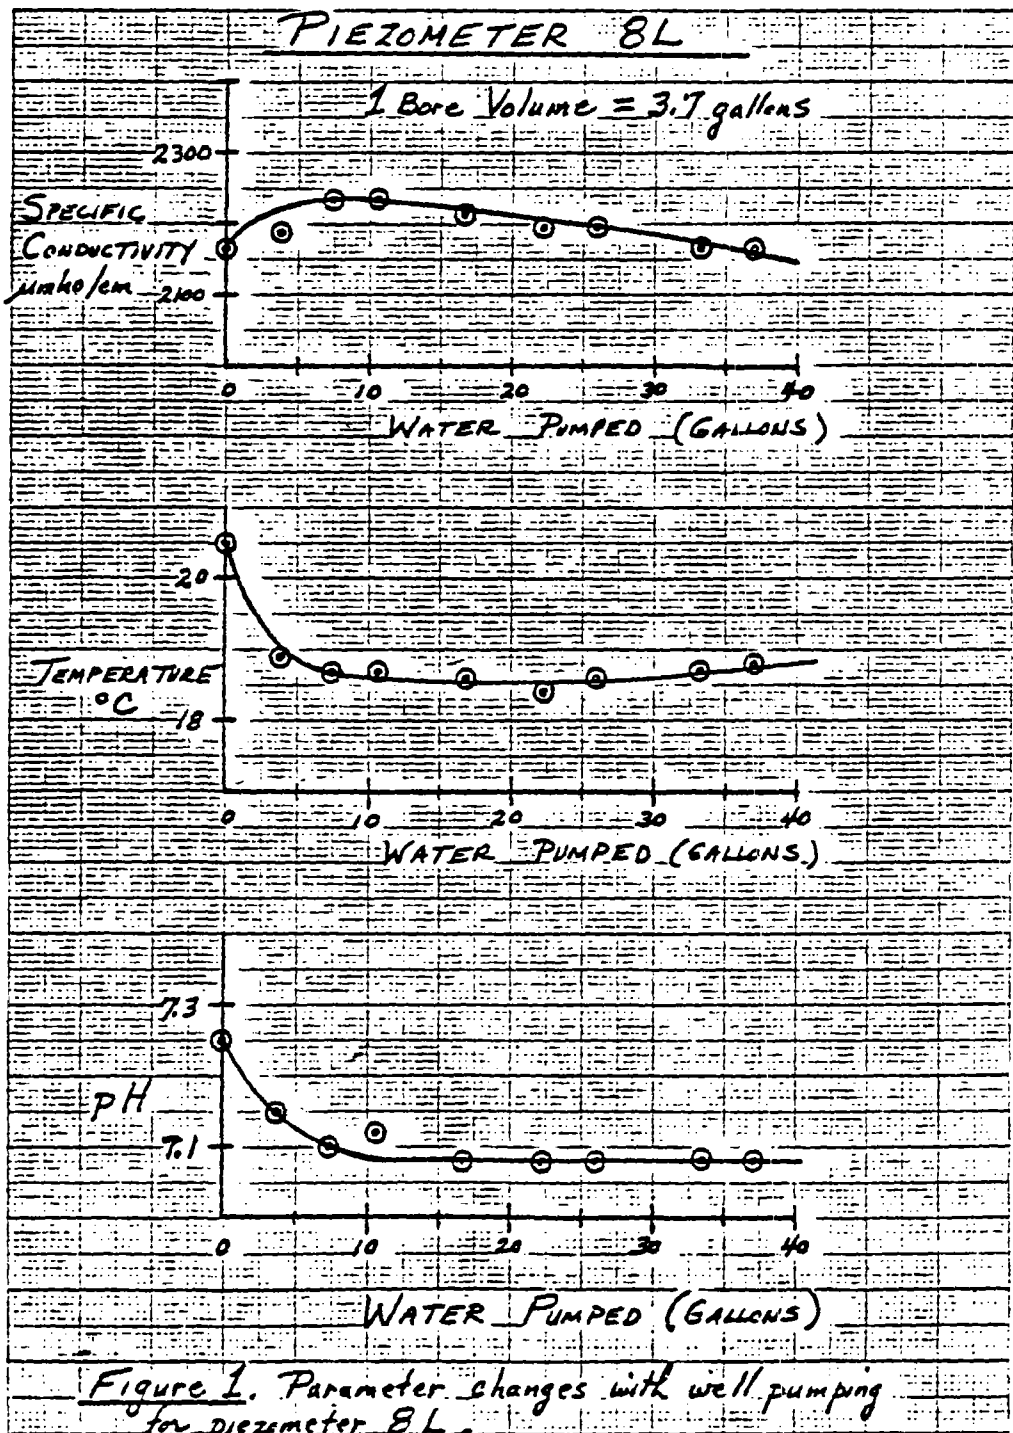 PIEZOMETER 8L
1 Bore Volume = 3.7 gallons
2300
SPECIFIC
CONDUCTIVITY
µmho/cm
2100
0 10 20 30 40
WATER PUMPED (GALLONS)
20
TEMPERATURE
°C
18
0 10 20 30 40
WATER PUMPED (GALLONS)
7.3
pH
7.1
0 10 20 30 40
WATER PUMPED (GALLONS)
Figure 1. Parameter changes with well pumping
for piezometer 8L.